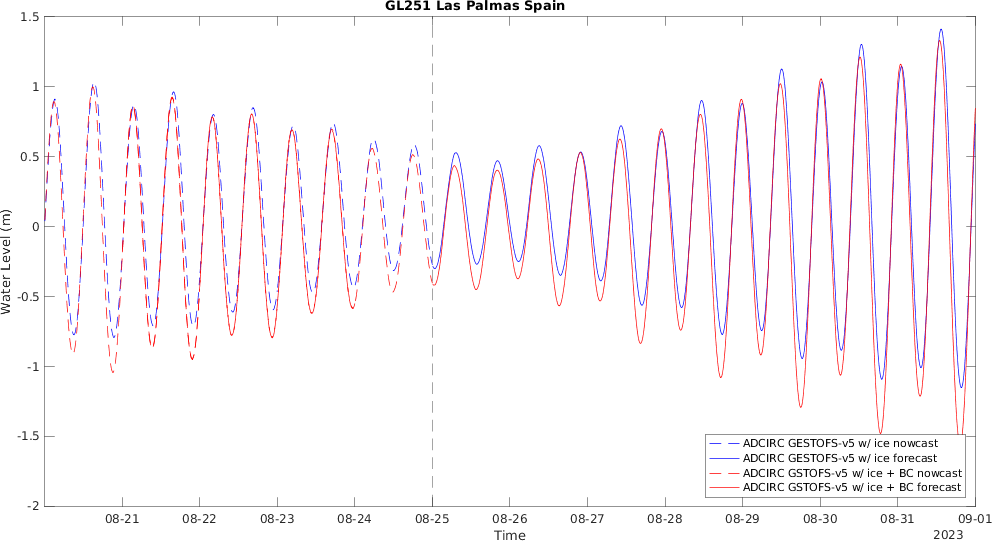 GL251 Las Palmas Spain
1.5
1
0.5
0
-0.5
-1
-1.5
-2
Water Level (m)
ADCIRC GESTOFS-v5 w/ ice nowcast
ADCIRC GESTOFS-v5 w/ ice forecast
ADCIRC GSTOFS-v5 w/ ice + BC nowcast
ADCIRC GSTOFS-v5 w/ ice + BC forecast
08-21 08-22 08-23 08-24 08-25 08-26 08-27 08-28 08-29 08-30 08-31 09-01
Time
2023